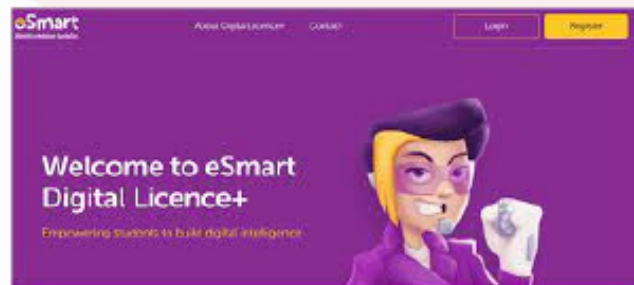 eSmart
About Digital Licence+
Contact
Login
Register
Welcome to eSmart
Digital Licence+
Empowering students to build digital intelligence